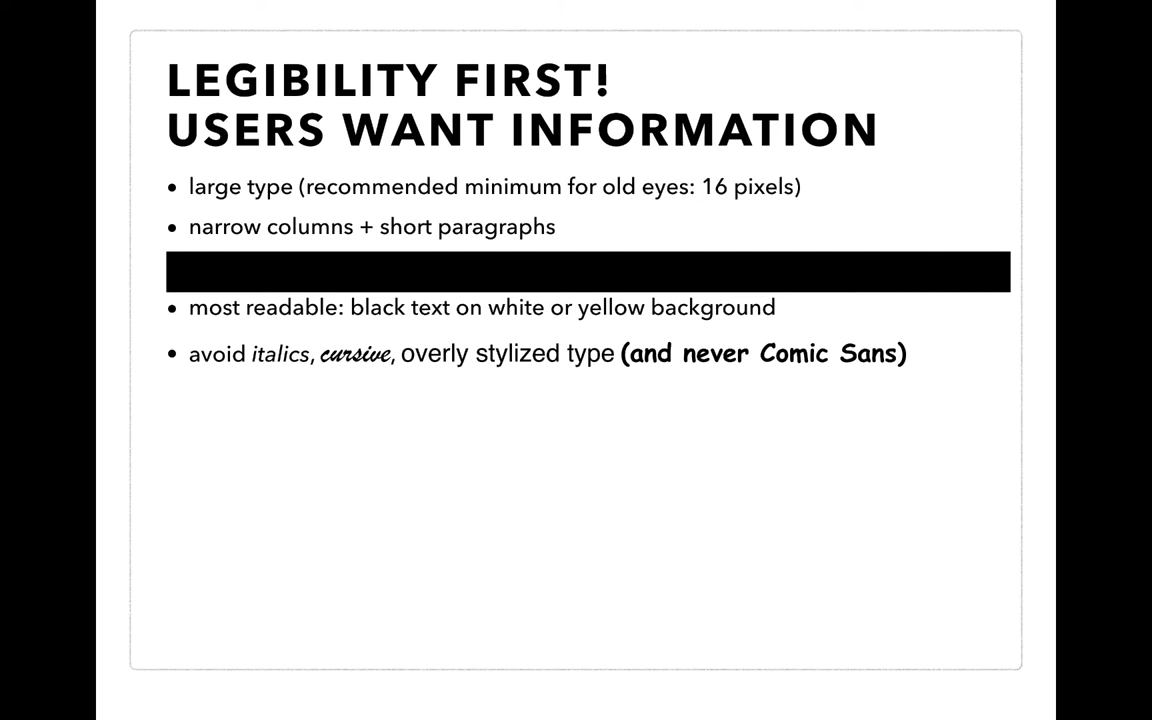 LEGIBILITY FIRST!
USERS WANT INFORMATION
• large type (recommended minimum for old eyes: 16 pixels)
• narrow columns + short paragraphs
• most readable: black text on white or yellow background
• avoid italics, cursive, overly stylized type (and never Comic Sans)